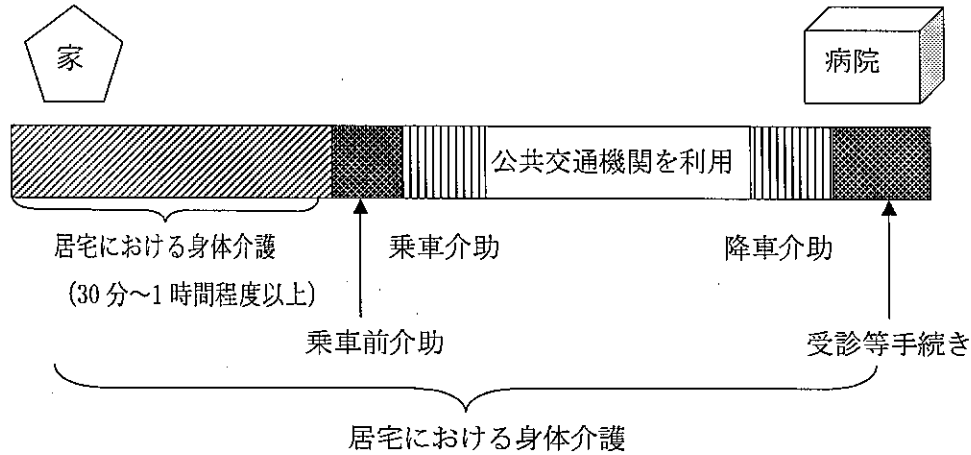 家
病院
公共交通機関を利用
居宅における身体介護
(30分～1時間程度以上)
乗車介助
降車介助
乗車前介助
受診等手続き
居宅における身体介護